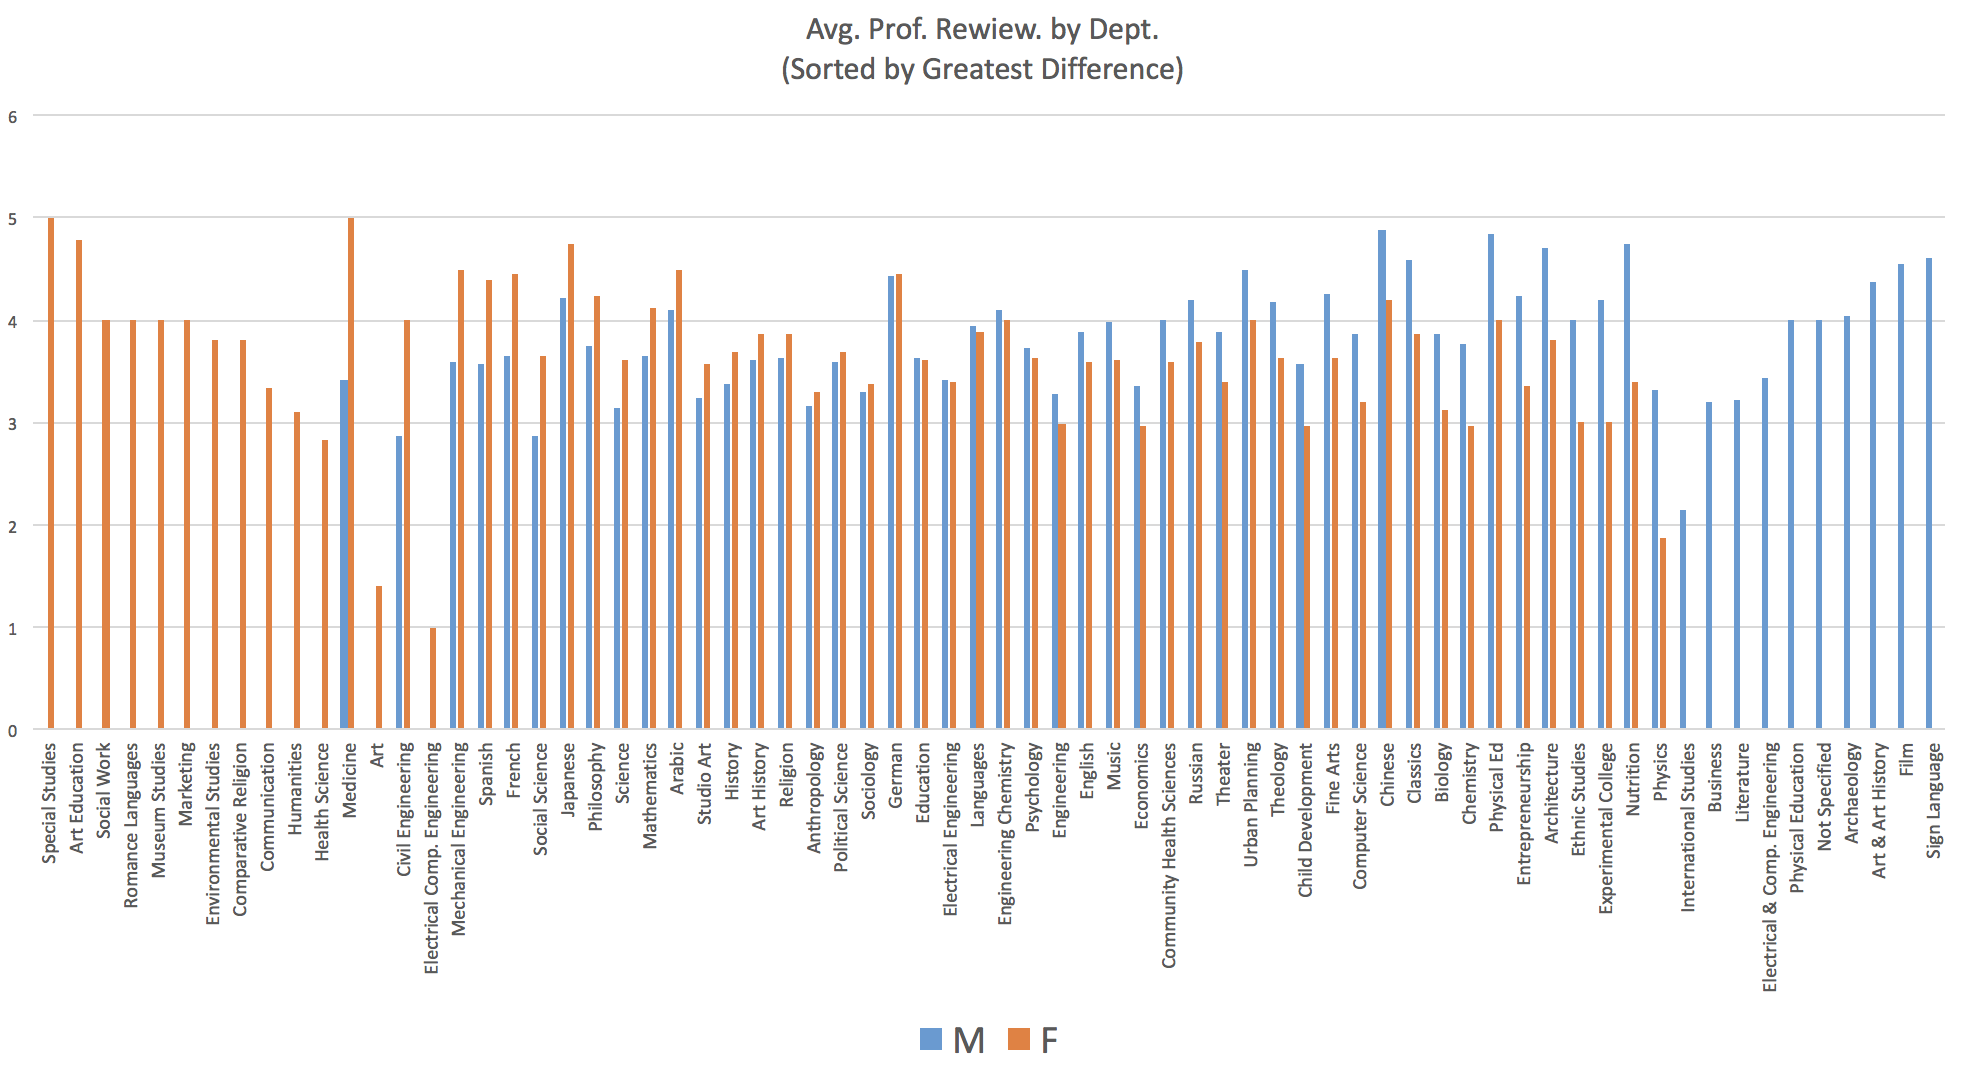 Avg. Prof. Rewiew. by Dept.
(Sorted by Greatest Difference)
6
5
4
3
2
1
0
Special Studies
Art Education
Social Work
Romance Languages
Museum Studies
Marketing
Environmental Studies
Comparative Religion
Communication
Humanities
Health Science
Medicine
Art
Civil Engineering
Electrical Comp. Engineering
Mechanical Engineering
Spanish
French
Social Science
Japanese
Philosophy
Science
Mathematics
Arabic
Studio Art
History
Art History
Religion
Anthropology
Political Science
Sociology
German
Education
Electrical Engineering
Languages
Engineering Chemistry
Psychology
Engineering
English
Music
Economics
Community Health Sciences
Russian
Theater
Urban Planning
Theology
Child Development
Fine Arts
Computer Science
Chinese
Classics
Biology
Chemistry
Physical Ed
Entrepreneurship
Architecture
Ethnic Studies
Experimental College
Nutrition
Physics
International Studies
Business
Literature
Electrical & Comp. Engineering
Physical Education
Not Specified
Archaeology
Art & Art History
Film
Sign Language
M F